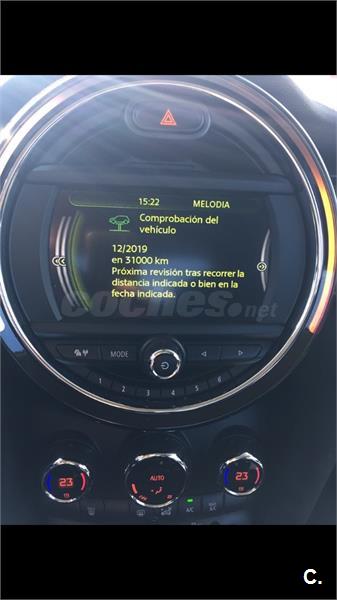 15:22 MELODIA
Comprobación del
vehículo
12/2019
en 31000 km
Próxima revisión tras recorrer la
distancia indicada o bien en la
fecha indicada.
coches.net
MODE
1 2 3 4 5 6
23 AUTO 23
A/C
C.